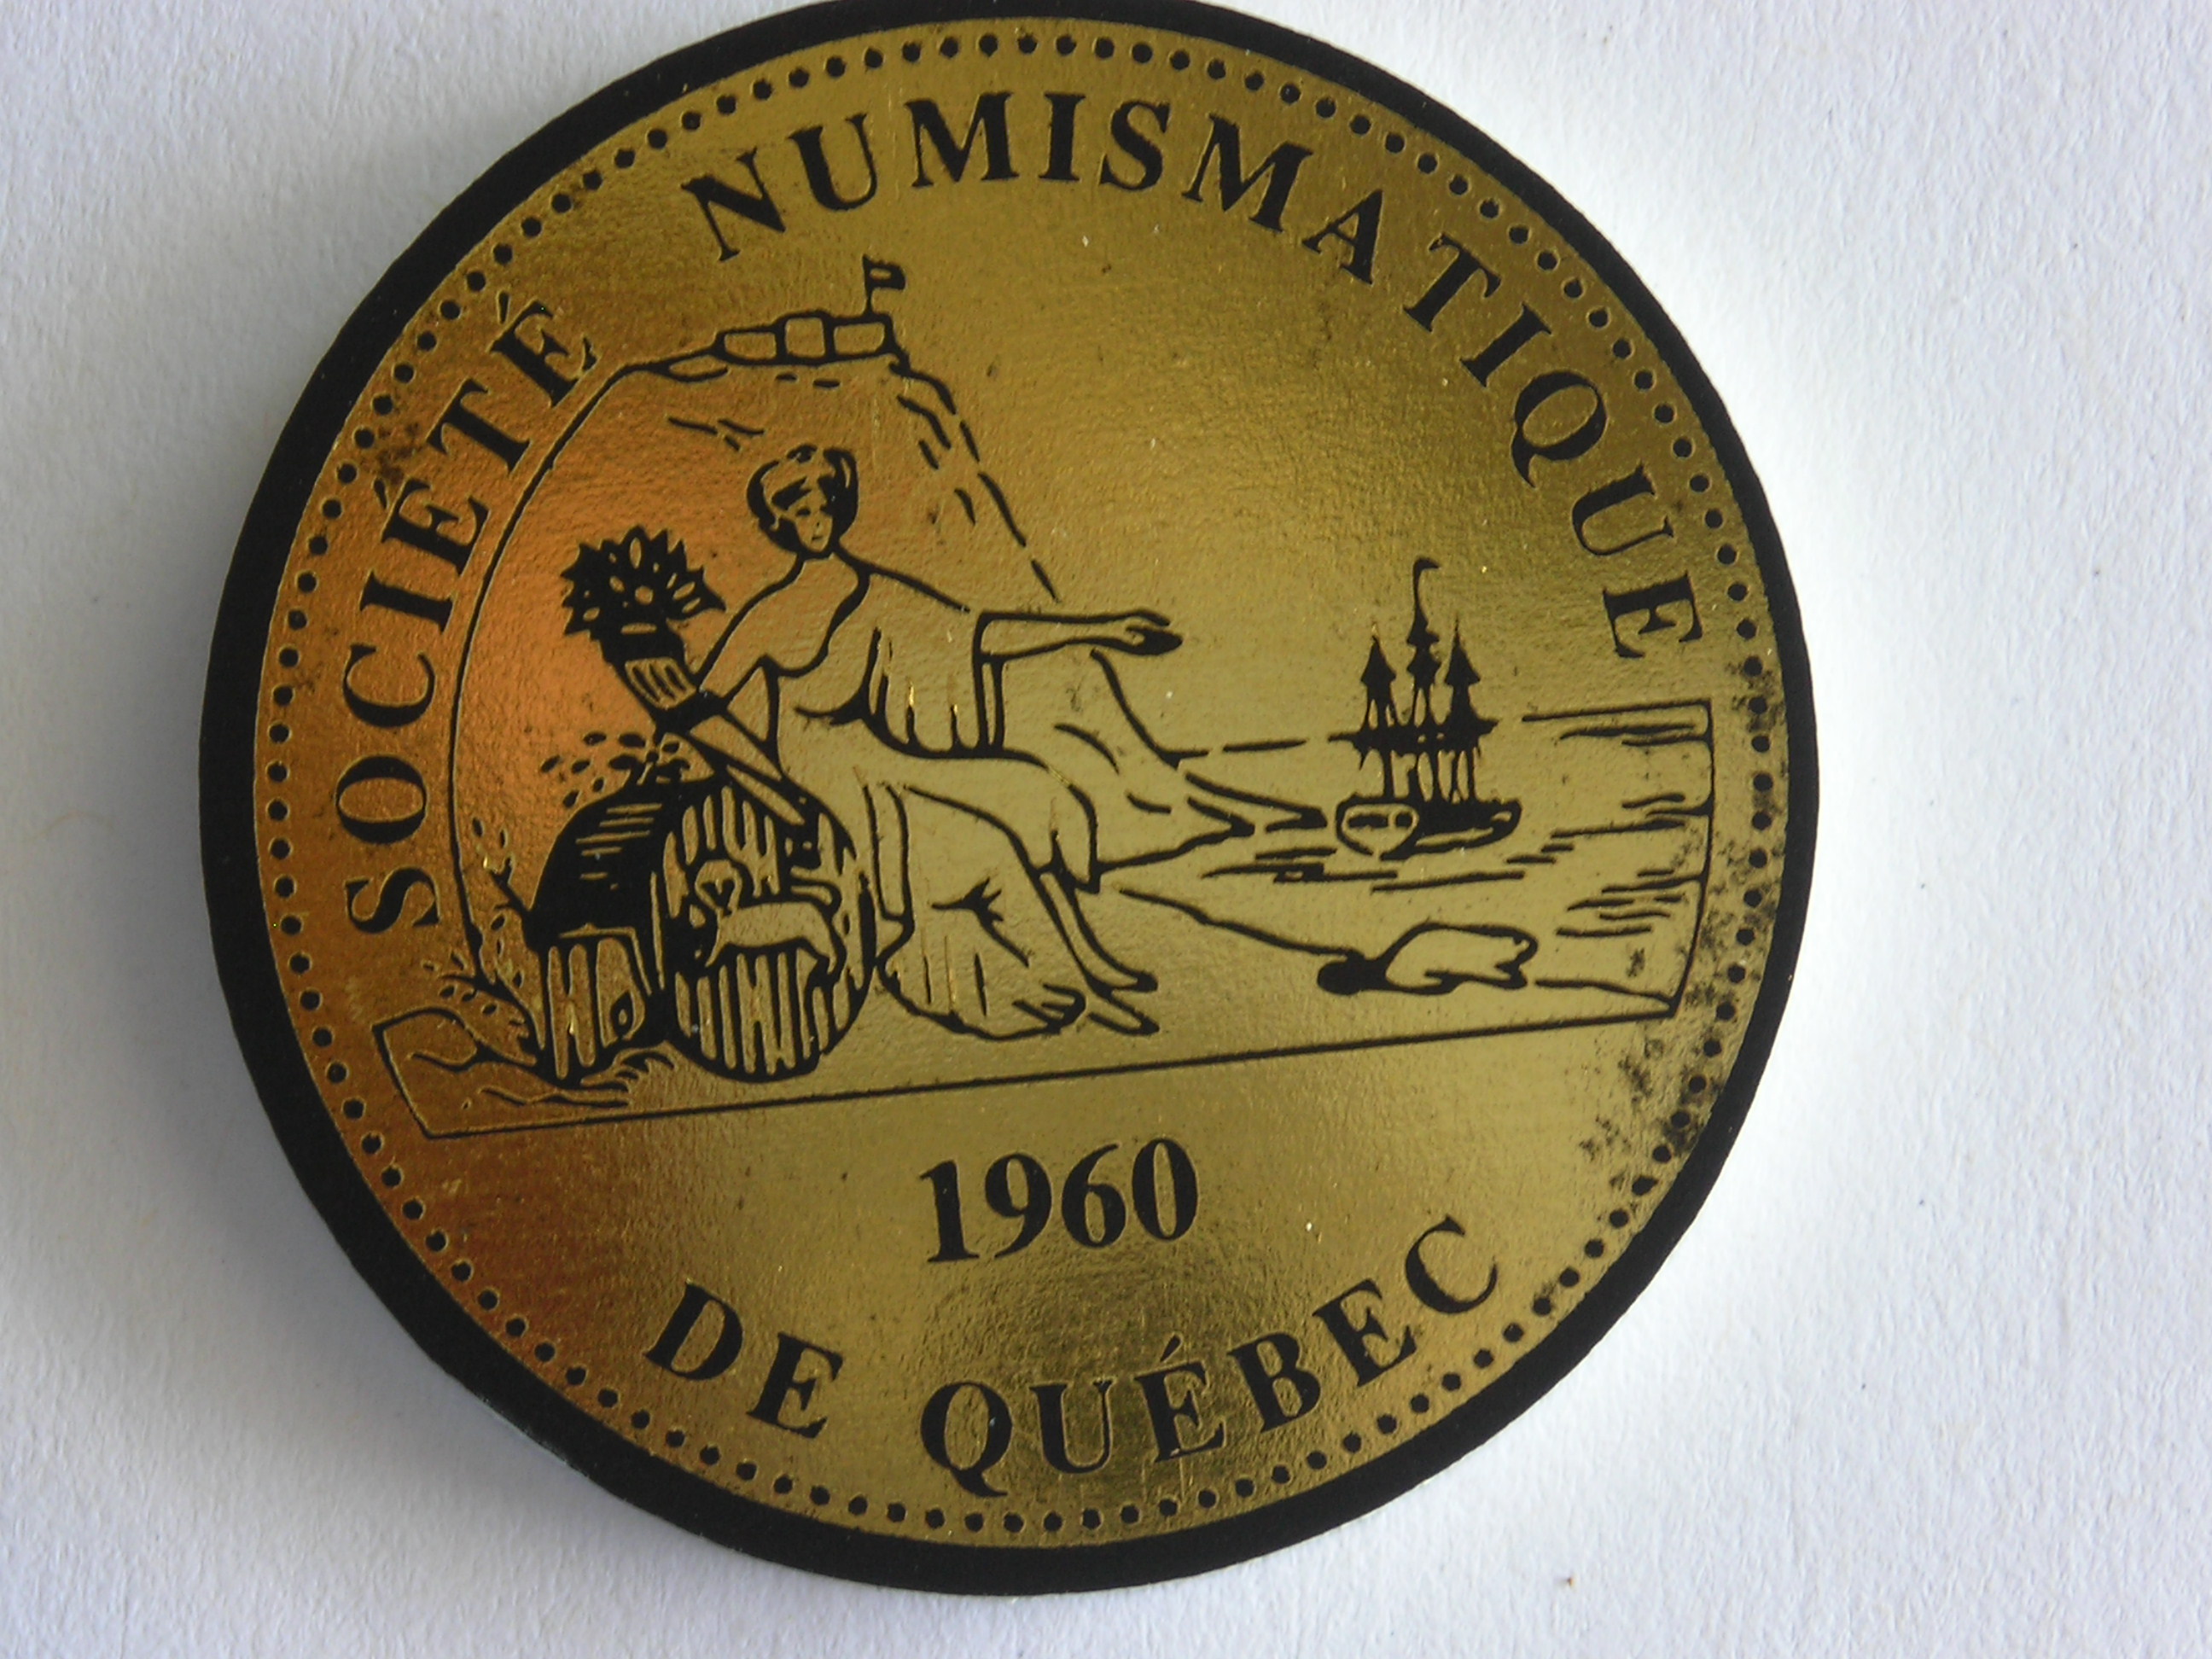 SOCIÉTÉ NUMISMATIQUE
1960
DE QUÉBEC